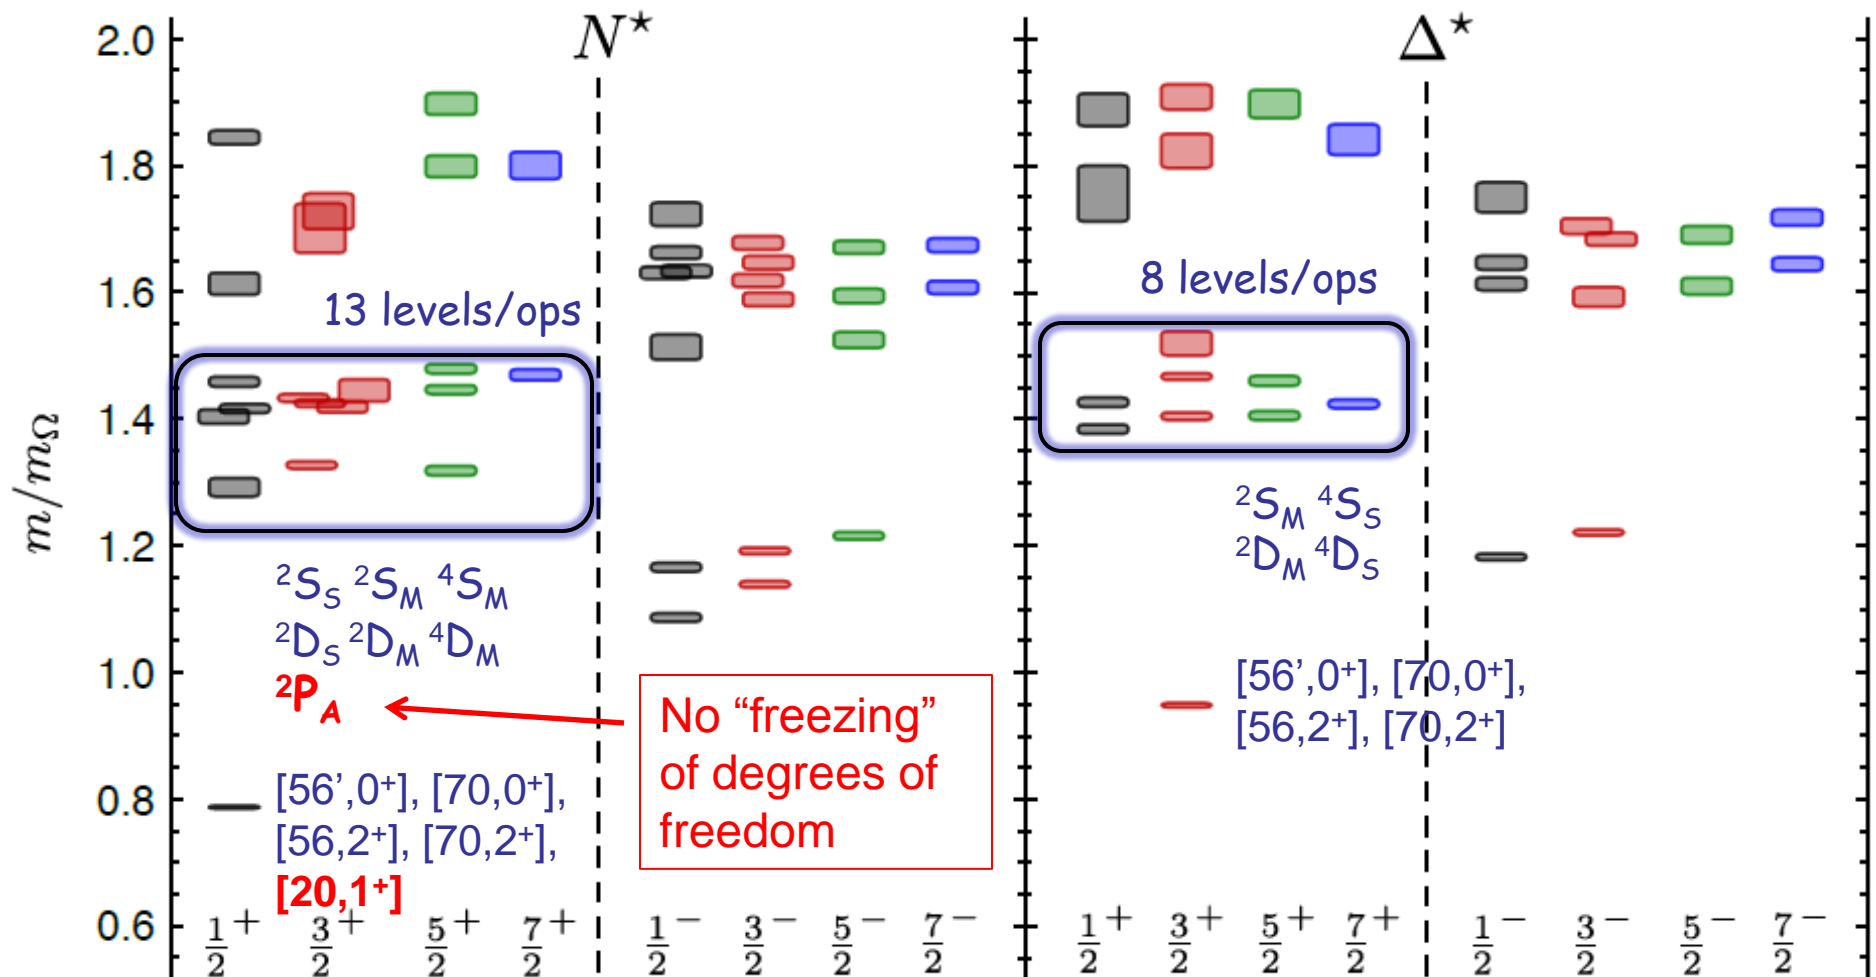 N* Δ*
2.0
1.8
1.6
1.4
1.2
1.0
0.8
0.6
m/mΩ
13 levels/ops
8 levels/ops
²S_S ²S_M ⁴S_M
²D_S ²D_M ⁴D_M
²P_A
[56’,0⁺], [70,0⁺],
[56,2⁺], [70,2⁺],
[20,1⁺]
No “freezing”
of degrees of
freedom
²S_M ⁴S_S
²D_M ⁴D_S
[56’,0⁺], [70,0⁺],
[56,2⁺], [70,2⁺]
1/2⁺ 3/2⁺ 5/2⁺ 7/2⁺ 1/2⁻ 3/2⁻ 5/2⁻ 7/2⁻ 1/2⁺ 3/2⁺ 5/2⁺ 7/2⁺ 1/2⁻ 3/2⁻ 5/2⁻ 7/2⁻